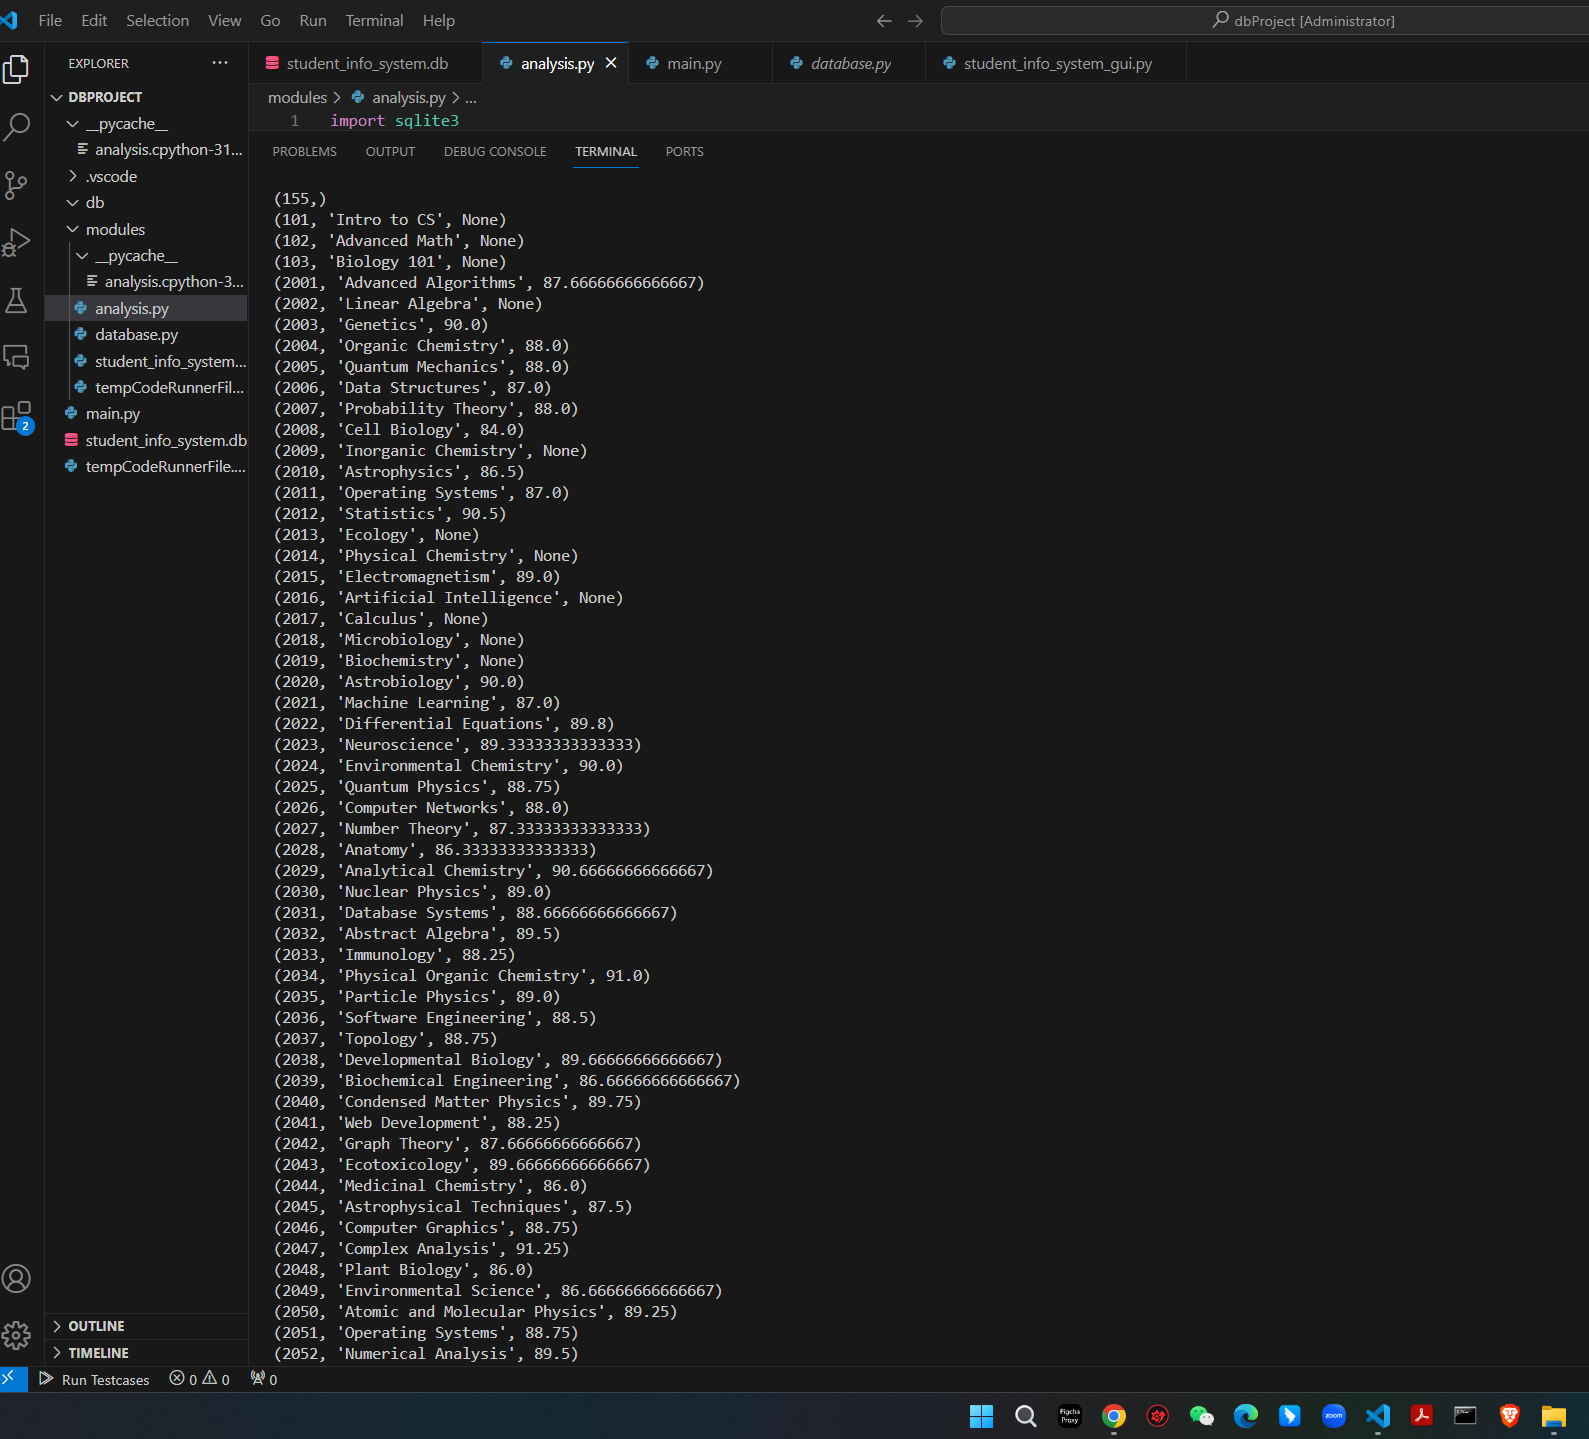 File Edit Selection View Go Run Terminal Help
dbProject [Administrator]
EXPLORER ...
student_info_system.db
analysis.py
main.py
database.py
student_info_system_gui.py
DBPROJECT
__pycache__
analysis.cpython-31...
.vscode
db
modules
__pycache__
analysis.cpython-3...
analysis.py
database.py
student_info_system...
tempCodeRunnerFil...
main.py
student_info_system.db
tempCodeRunnerFile....
2
OUTLINE
TIMELINE
modules > analysis.py > ...
1 import sqlite3
PROBLEMS OUTPUT DEBUG CONSOLE TERMINAL PORTS
(155,)
(101, 'Intro to CS', None)
(102, 'Advanced Math', None)
(103, 'Biology 101', None)
(2001, 'Advanced Algorithms', 87.66666666666667)
(2002, 'Linear Algebra', None)
(2003, 'Genetics', 90.0)
(2004, 'Organic Chemistry', 88.0)
(2005, 'Quantum Mechanics', 88.0)
(2006, 'Data Structures', 87.0)
(2007, 'Probability Theory', 88.0)
(2008, 'Cell Biology', 84.0)
(2009, 'Inorganic Chemistry', None)
(2010, 'Astrophysics', 86.5)
(2011, 'Operating Systems', 87.0)
(2012, 'Statistics', 90.5)
(2013, 'Ecology', None)
(2014, 'Physical Chemistry', None)
(2015, 'Electromagnetism', 89.0)
(2016, 'Artificial Intelligence', None)
(2017, 'Calculus', None)
(2018, 'Microbiology', None)
(2019, 'Biochemistry', None)
(2020, 'Astrobiology', 90.0)
(2021, 'Machine Learning', 87.0)
(2022, 'Differential Equations', 89.8)
(2023, 'Neuroscience', 89.33333333333333)
(2024, 'Environmental Chemistry', 90.0)
(2025, 'Quantum Physics', 88.75)
(2026, 'Computer Networks', 88.0)
(2027, 'Number Theory', 87.33333333333333)
(2028, 'Anatomy', 86.33333333333333)
(2029, 'Analytical Chemistry', 90.66666666666667)
(2030, 'Nuclear Physics', 89.0)
(2031, 'Database Systems', 88.66666666666667)
(2032, 'Abstract Algebra', 89.5)
(2033, 'Immunology', 88.25)
(2034, 'Physical Organic Chemistry', 91.0)
(2035, 'Particle Physics', 89.0)
(2036, 'Software Engineering', 88.5)
(2037, 'Topology', 88.75)
(2038, 'Developmental Biology', 89.66666666666667)
(2039, 'Biochemical Engineering', 86.66666666666667)
(2040, 'Condensed Matter Physics', 89.75)
(2041, 'Web Development', 88.25)
(2042, 'Graph Theory', 87.66666666666667)
(2043, 'Ecotoxicology', 89.66666666666667)
(2044, 'Medicinal Chemistry', 86.0)
(2045, 'Astrophysical Techniques', 87.5)
(2046, 'Computer Graphics', 88.75)
(2047, 'Complex Analysis', 91.25)
(2048, 'Plant Biology', 86.0)
(2049, 'Environmental Science', 86.66666666666667)
(2050, 'Atomic and Molecular Physics', 89.25)
(2051, 'Operating Systems', 88.75)
(2052, 'Numerical Analysis', 89.5)
Run Testcases 0 0 0
Pigcha Proxy
zoom